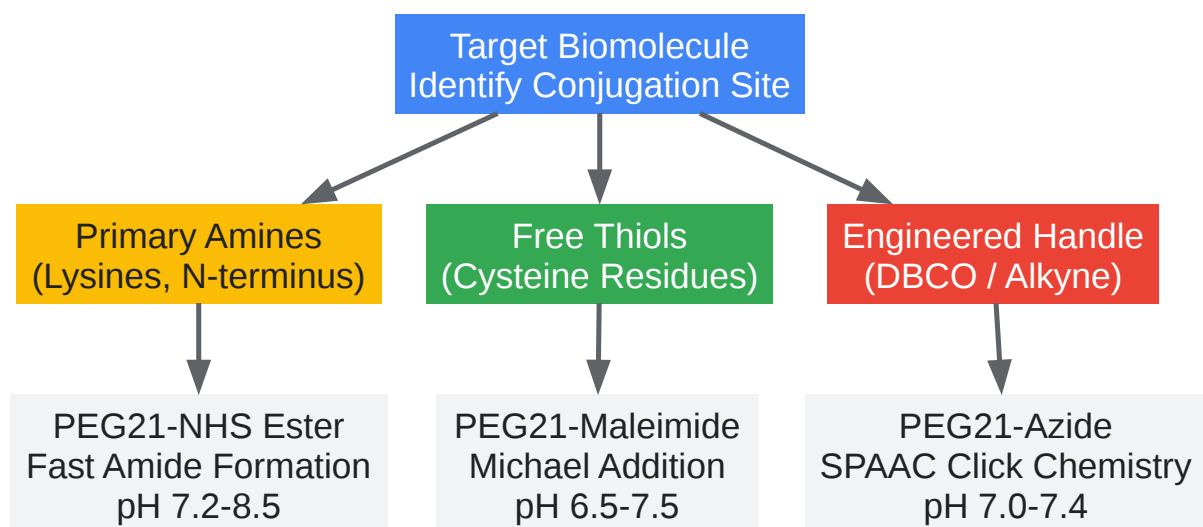 Target Biomolecule
Identify Conjugation Site
Primary Amines
(Lysines, N-terminus)
Free Thiols
(Cysteine Residues)
Engineered Handle
(DBCO / Alkyne)
PEG21-NHS Ester
Fast Amide Formation
pH 7.2-8.5
PEG21-Maleimide
Michael Addition
pH 6.5-7.5
PEG21-Azide
SPAAC Click Chemistry
pH 7.0-7.4